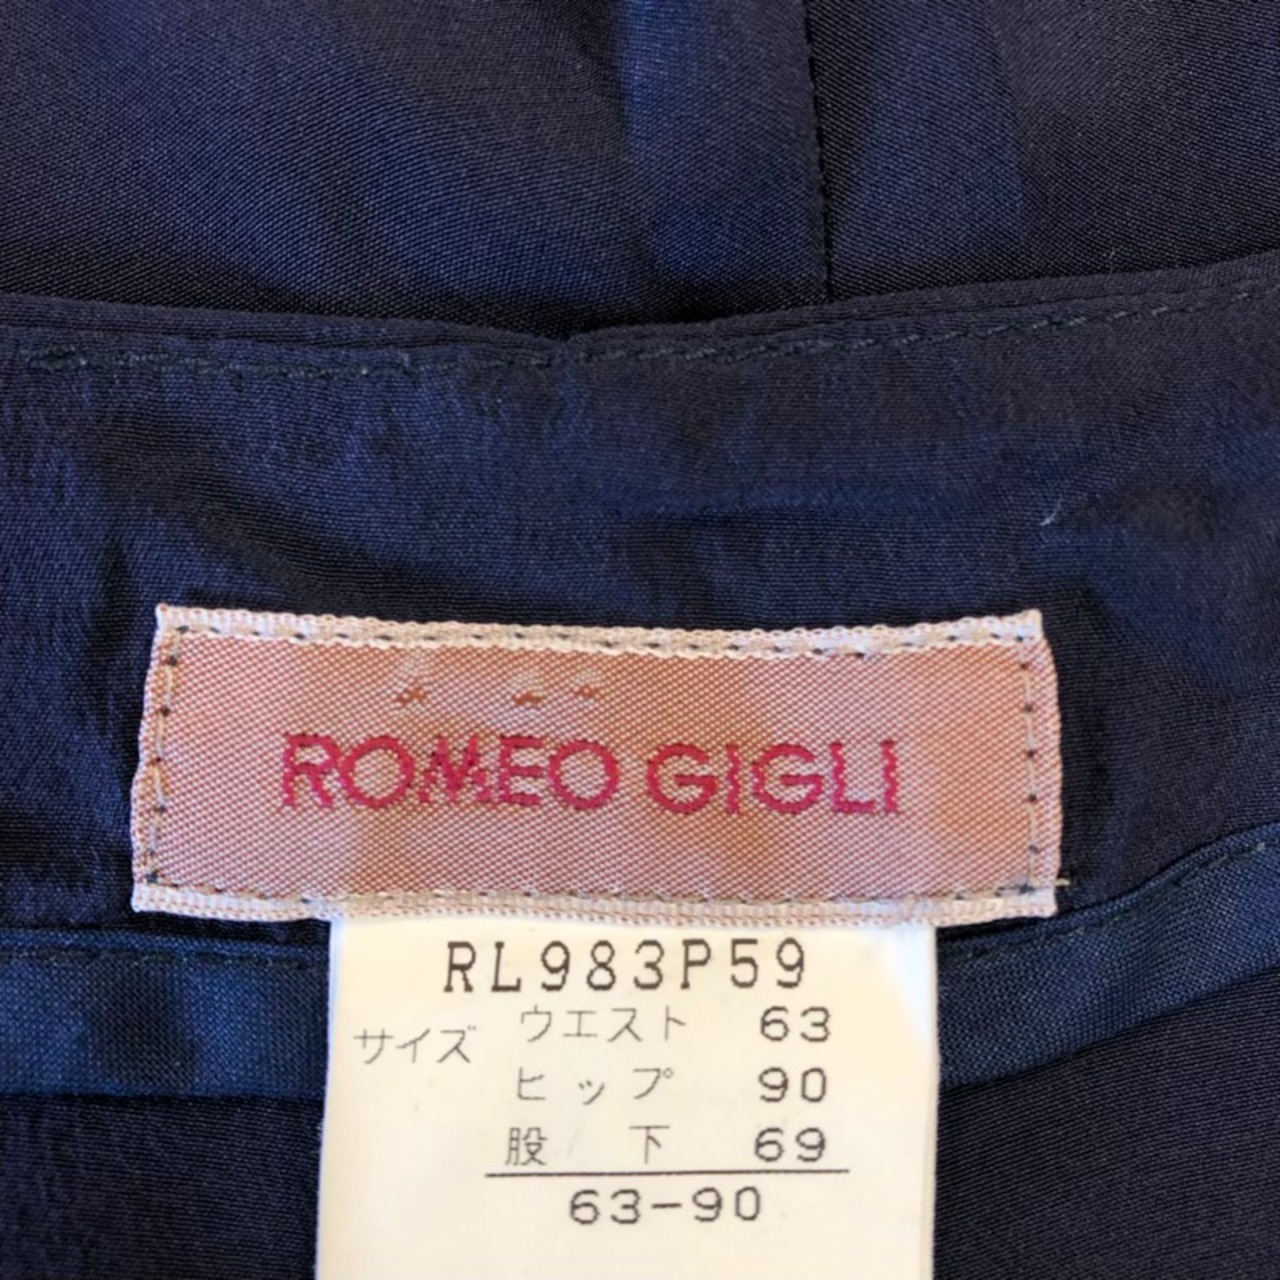 ROMEO GIGLI
RL983P59
サイズ ウエスト 63
ヒップ 90
股下 69
63-90